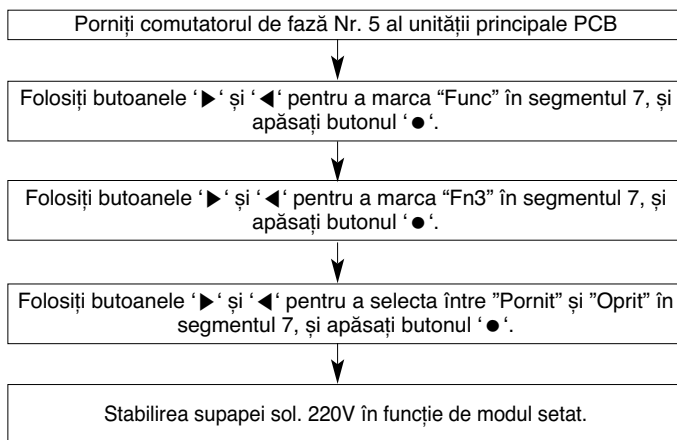 Porniți comutatorul de fază Nr. 5 al unității principale PCB
Folosiți butoanele ‘▶‘ și ‘◀‘ pentru a marca “Func” în segmentul 7, și
apăsați butonul ‘●‘.
Folosiți butoanele ‘▶‘ și ‘◀‘ pentru a marca “Fn3” în segmentul 7, și
apăsați butonul ‘●‘.
Folosiți butoanele ‘▶‘ și ‘◀‘ pentru a selecta între ”Pornit” și ”Oprit” în
segmentul 7, și apăsați butonul ‘●‘.
Stabilirea supapei sol. 220V în funcție de modul setat.